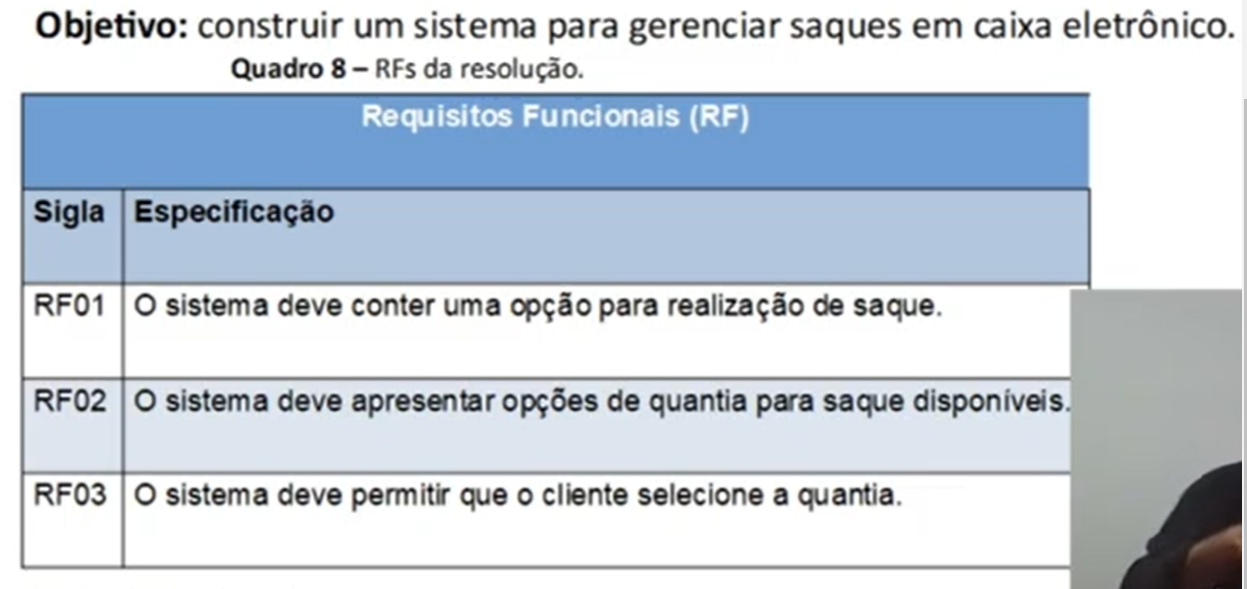 Objetivo: construir um sistema para gerenciar saques em caixa eletrônico.
Quadro 8 – RFs da resolução.
Requisitos Funcionais (RF)
Sigla Especificação
RF01 O sistema deve conter uma opção para realização de saque.
RF02 O sistema deve apresentar opções de quantia para saque disponíveis.
RF03 O sistema deve permitir que o cliente selecione a quantia.